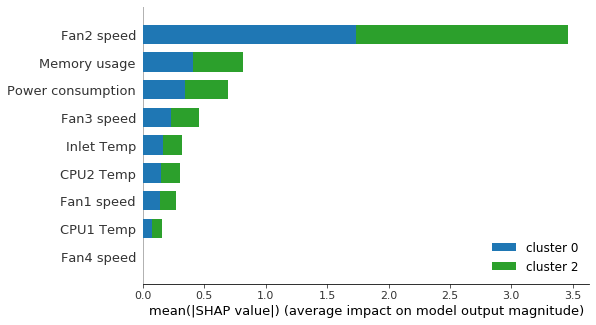 Fan2 speed
Memory usage
Power consumption
Fan3 speed
Inlet Temp
CPU2 Temp
Fan1 speed
CPU1 Temp
Fan4 speed
cluster 0
cluster 2
0.0 0.5 1.0 1.5 2.0 2.5 3.0 3.5
mean(|SHAP value|) (average impact on model output magnitude)